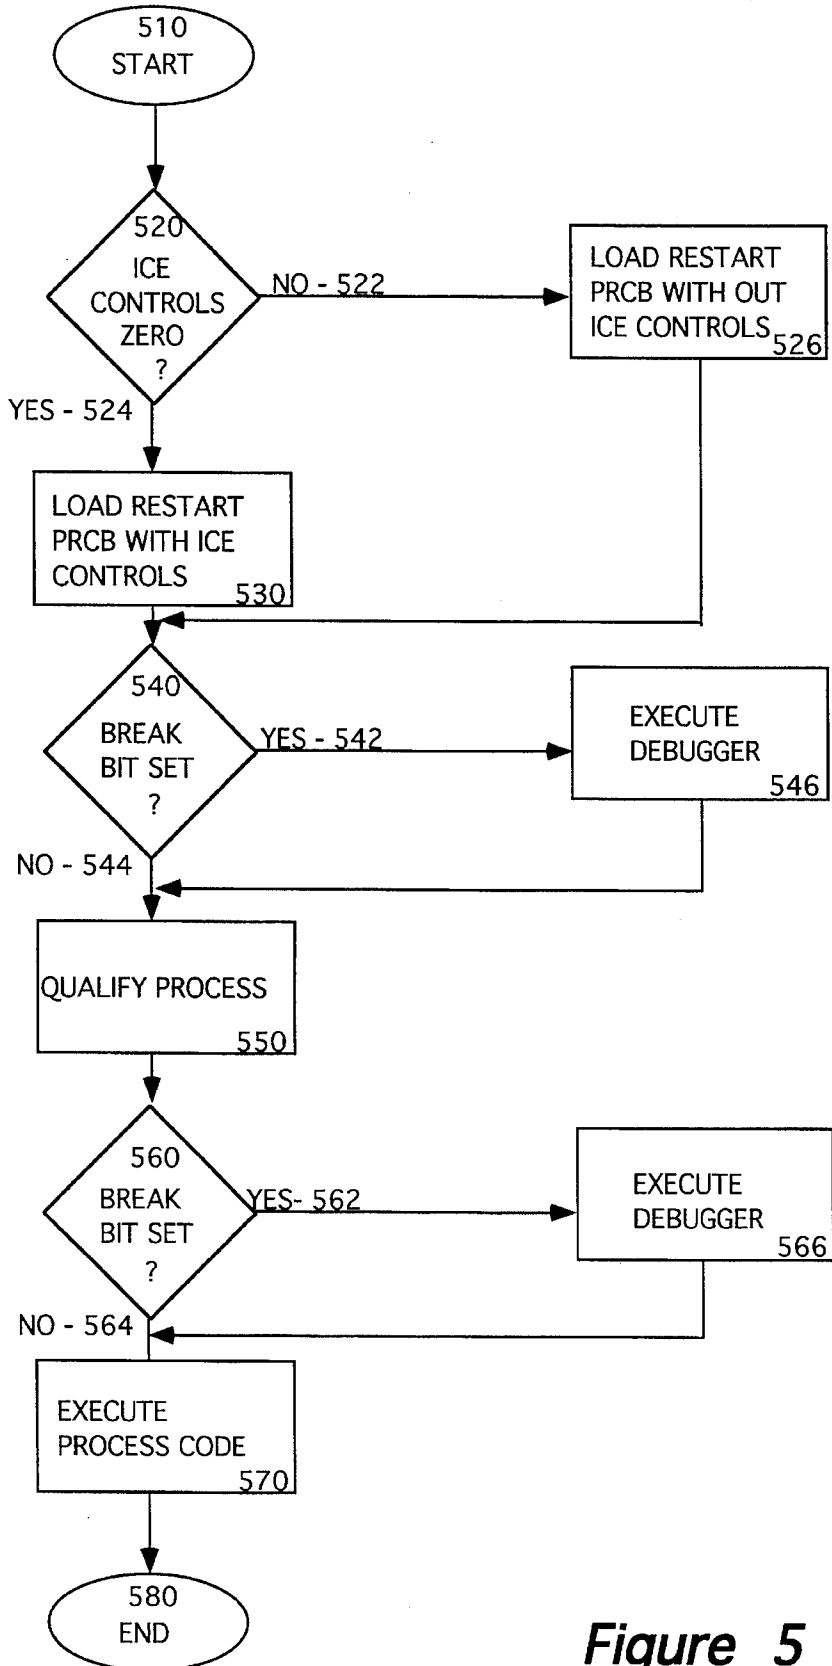 510
START
520
ICE
CONTROLS
ZERO
?
NO - 522
LOAD RESTART
PRCB WITH OUT
ICE CONTROLS
526
YES - 524
LOAD RESTART
PRCB WITH ICE
CONTROLS
530
540
BREAK
BIT SET
?
YES - 542
EXECUTE
DEBUGGER
546
NO - 544
QUALIFY PROCESS
550
560
BREAK
BIT SET
?
YES- 562
EXECUTE
DEBUGGER
566
NO - 564
EXECUTE
PROCESS CODE
570
580
END
Figure 5